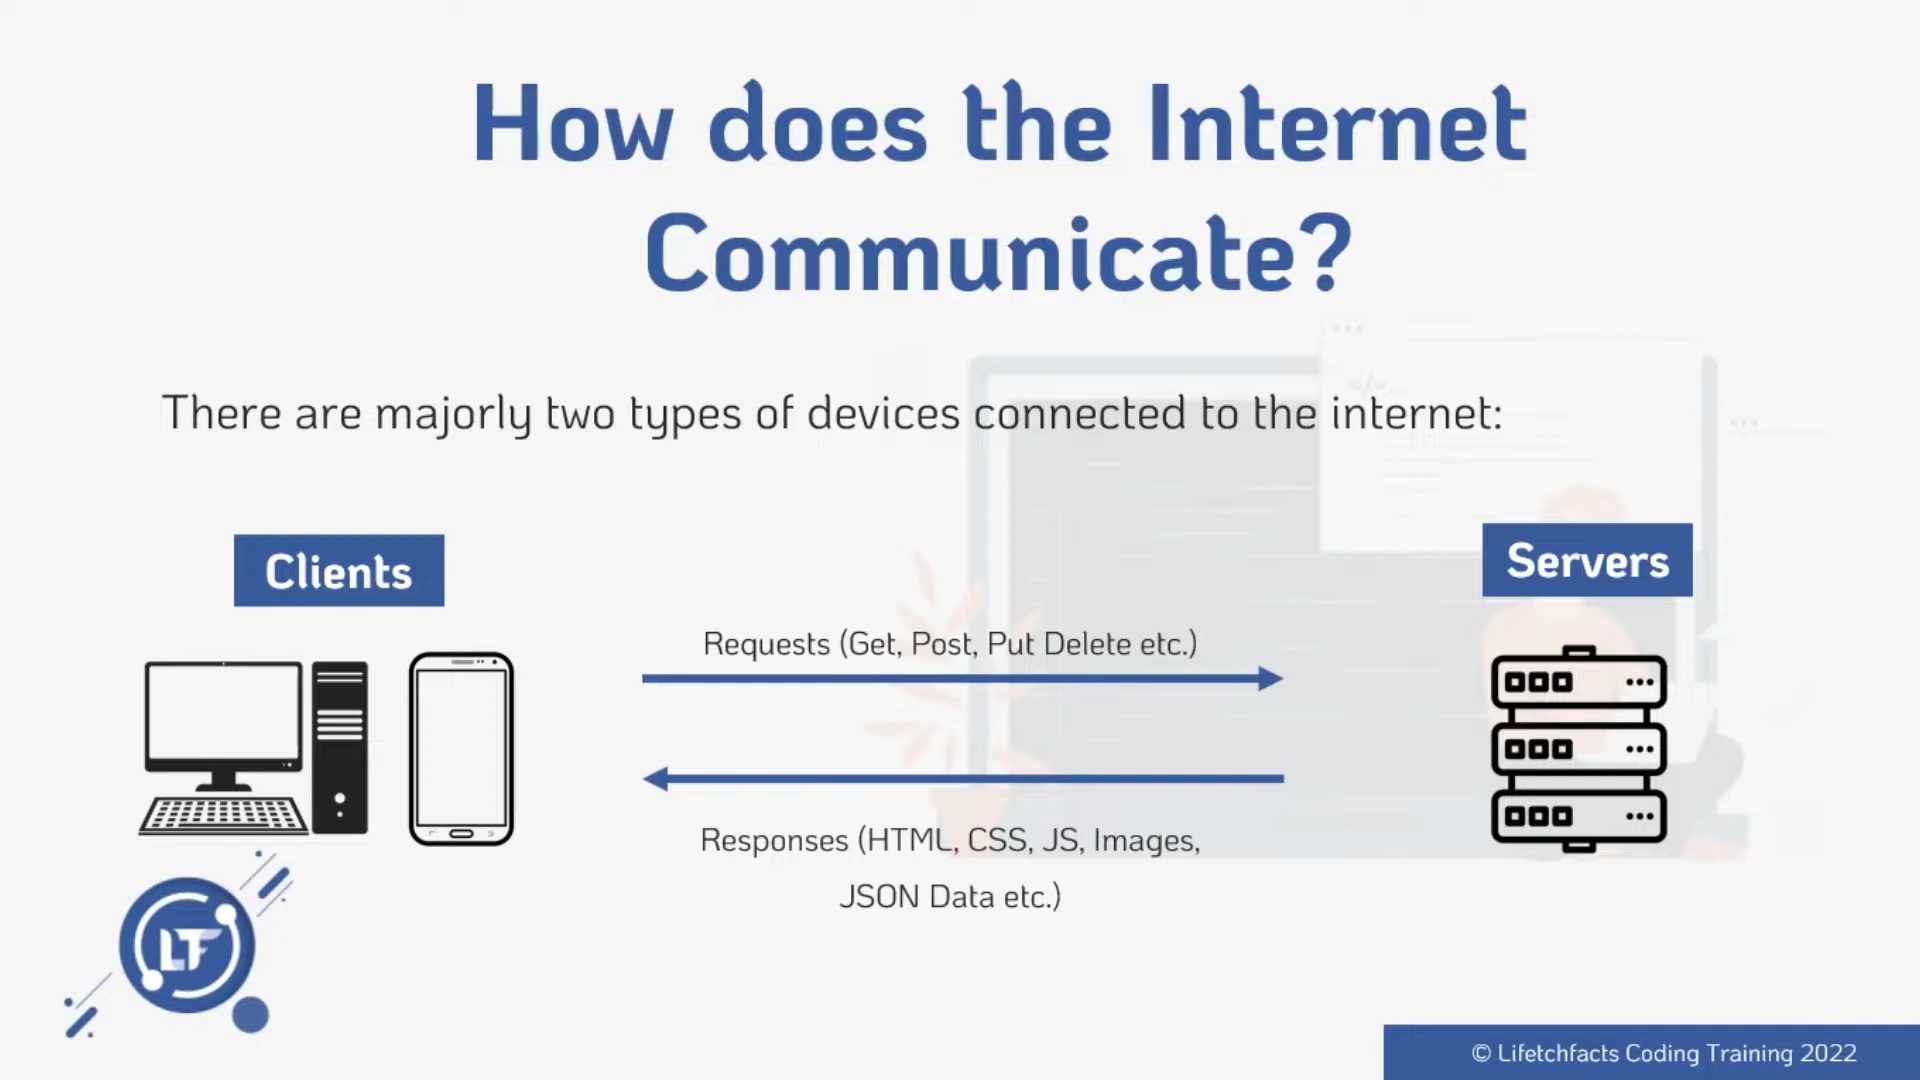 How does the Internet
Communicate?
There are majorly two types of devices connected to the internet:
Clients
Servers
Requests (Get, Post, Put Delete etc.)
Responses (HTML, CSS, JS, Images,
JSON Data etc.)
LTF
© Lifetchfacts Coding Training 2022